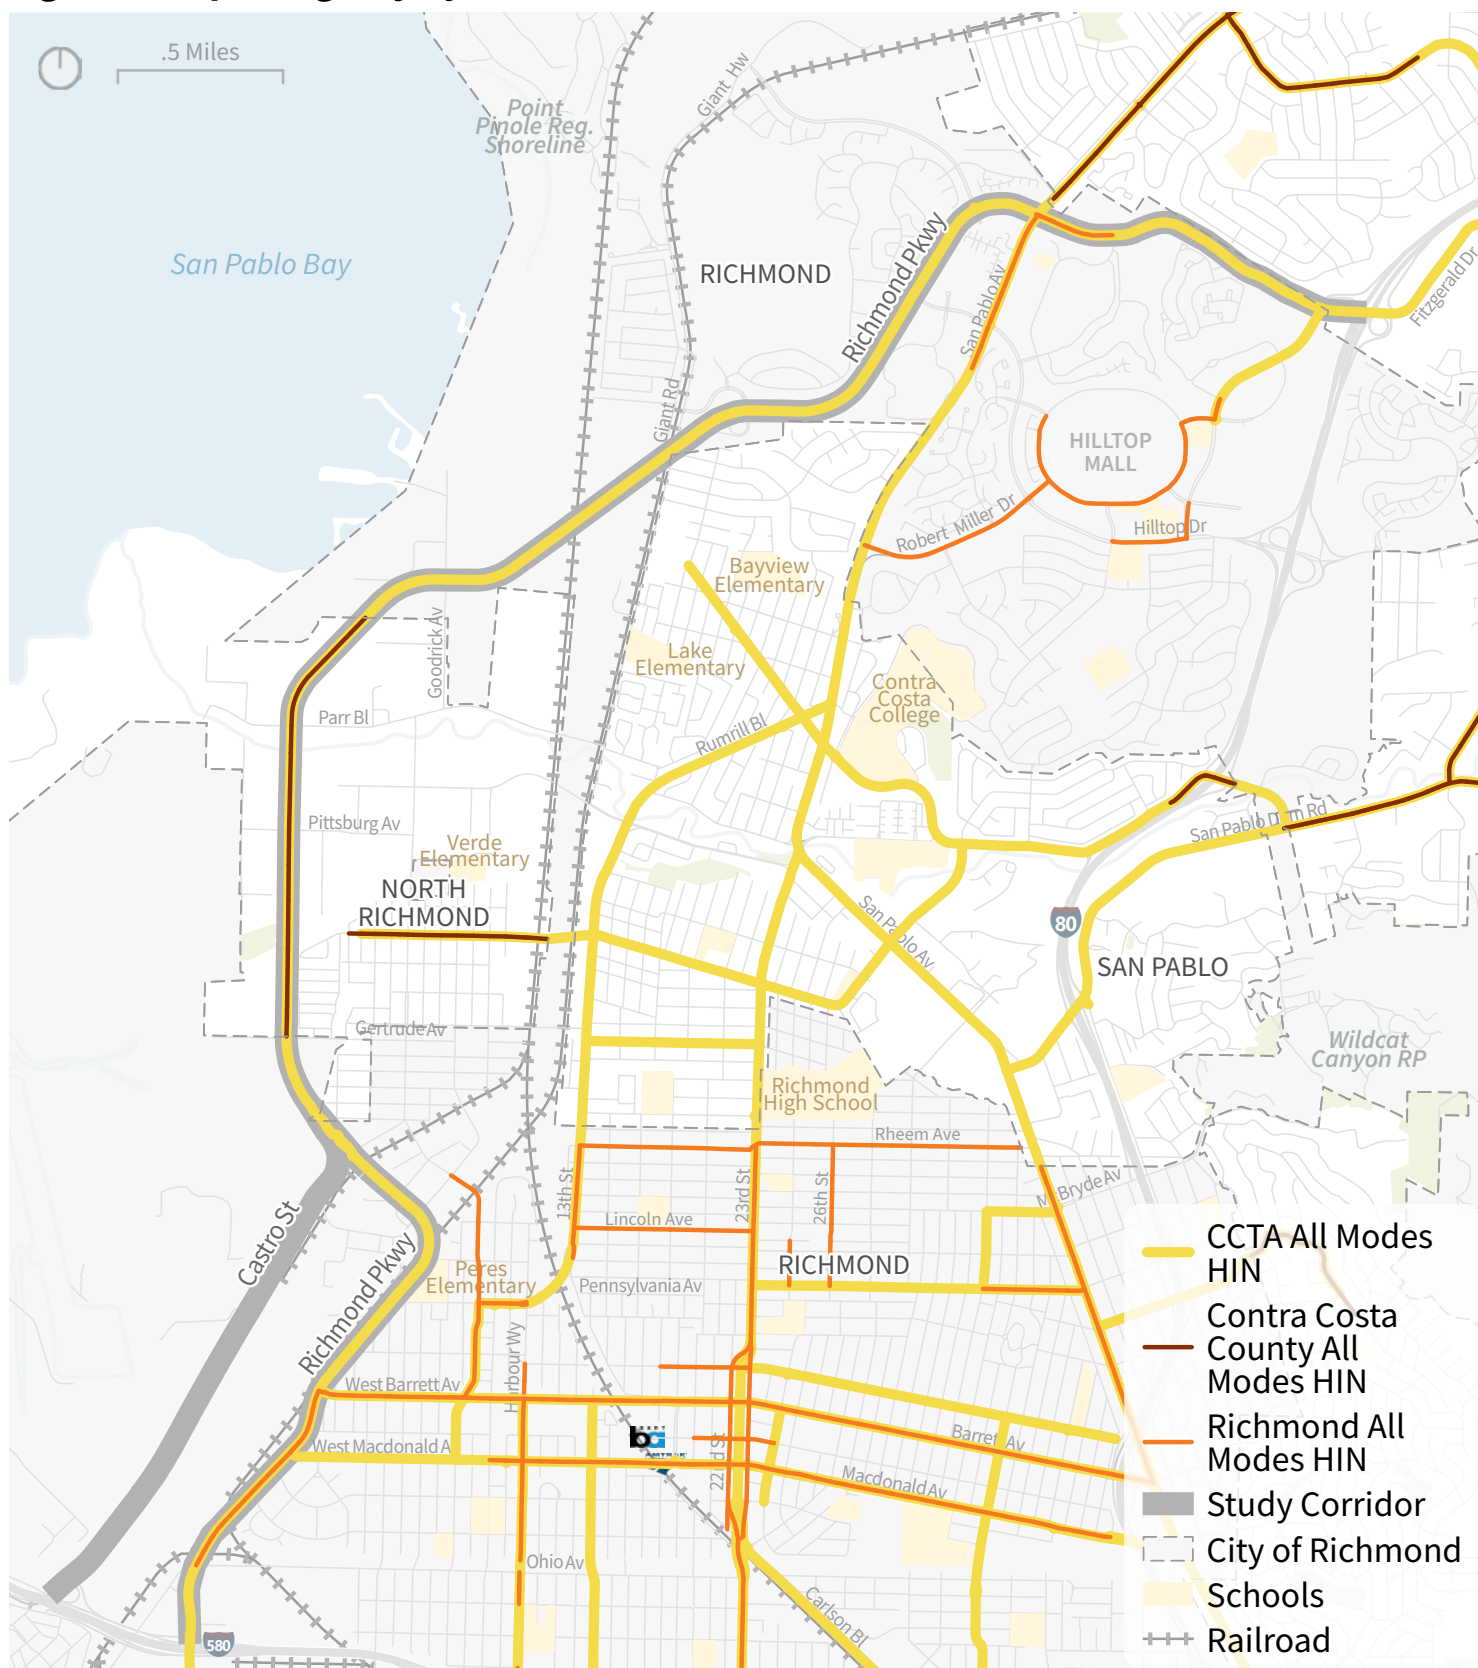 .5 Miles
Point
Pinole Reg.
Shoreline
Giant Hw
San Pablo Bay
RICHMOND
Richmond Pkwy
San Pablo Av
Fitzgerald Dr
Giant Rd
HILLTOP
MALL
Robert Miller Dr
Hilltop Dr
Bayview
Elementary
Lake
Elementary
Contra
Costa
College
Goodrick Av
Parr Bl
Rumrill Bl
Pittsburg Av
Verde
Elementary
San Pablo Dam Rd
NORTH
RICHMOND
San Pablo Av
80
SAN PABLO
Gertrude Av
Wildcat
Canyon RP
Richmond
High School
Rheem Ave
13th St
23rd St
26th St
McBryde Av
Lincoln Ave
Castro St
Richmond Pkwy
Peres
Elementary
Pennsylvania Av
RICHMOND
Harbour Wy
West Barrett Av
West Macdonald A
22nd St
Barrett Av
Macdonald Av
Ohio Av
Carlson Bl
580
CCTA All Modes
HIN
Contra Costa
County All
Modes HIN
Richmond All
Modes HIN
Study Corridor
City of Richmond
Schools
Railroad